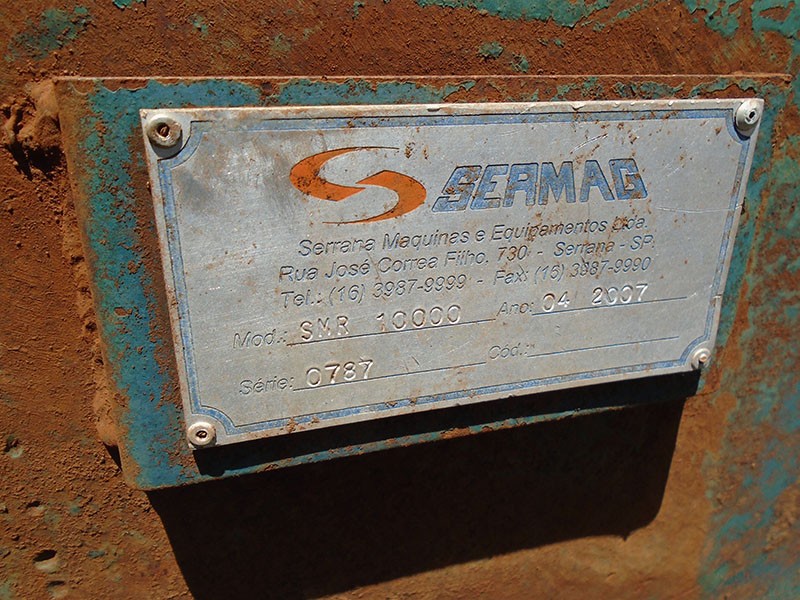 SERMAG
Serrana Maquinas e Equipamentos Ltda.
Rua José Correa Filho. 730 - Serrana - SP.
Tel.: (16) 3987-9999 - Fax: (16) 3987-9990
Mod.: SMR 10000 Ano: 04 2007
Série: 0787 Cód.: